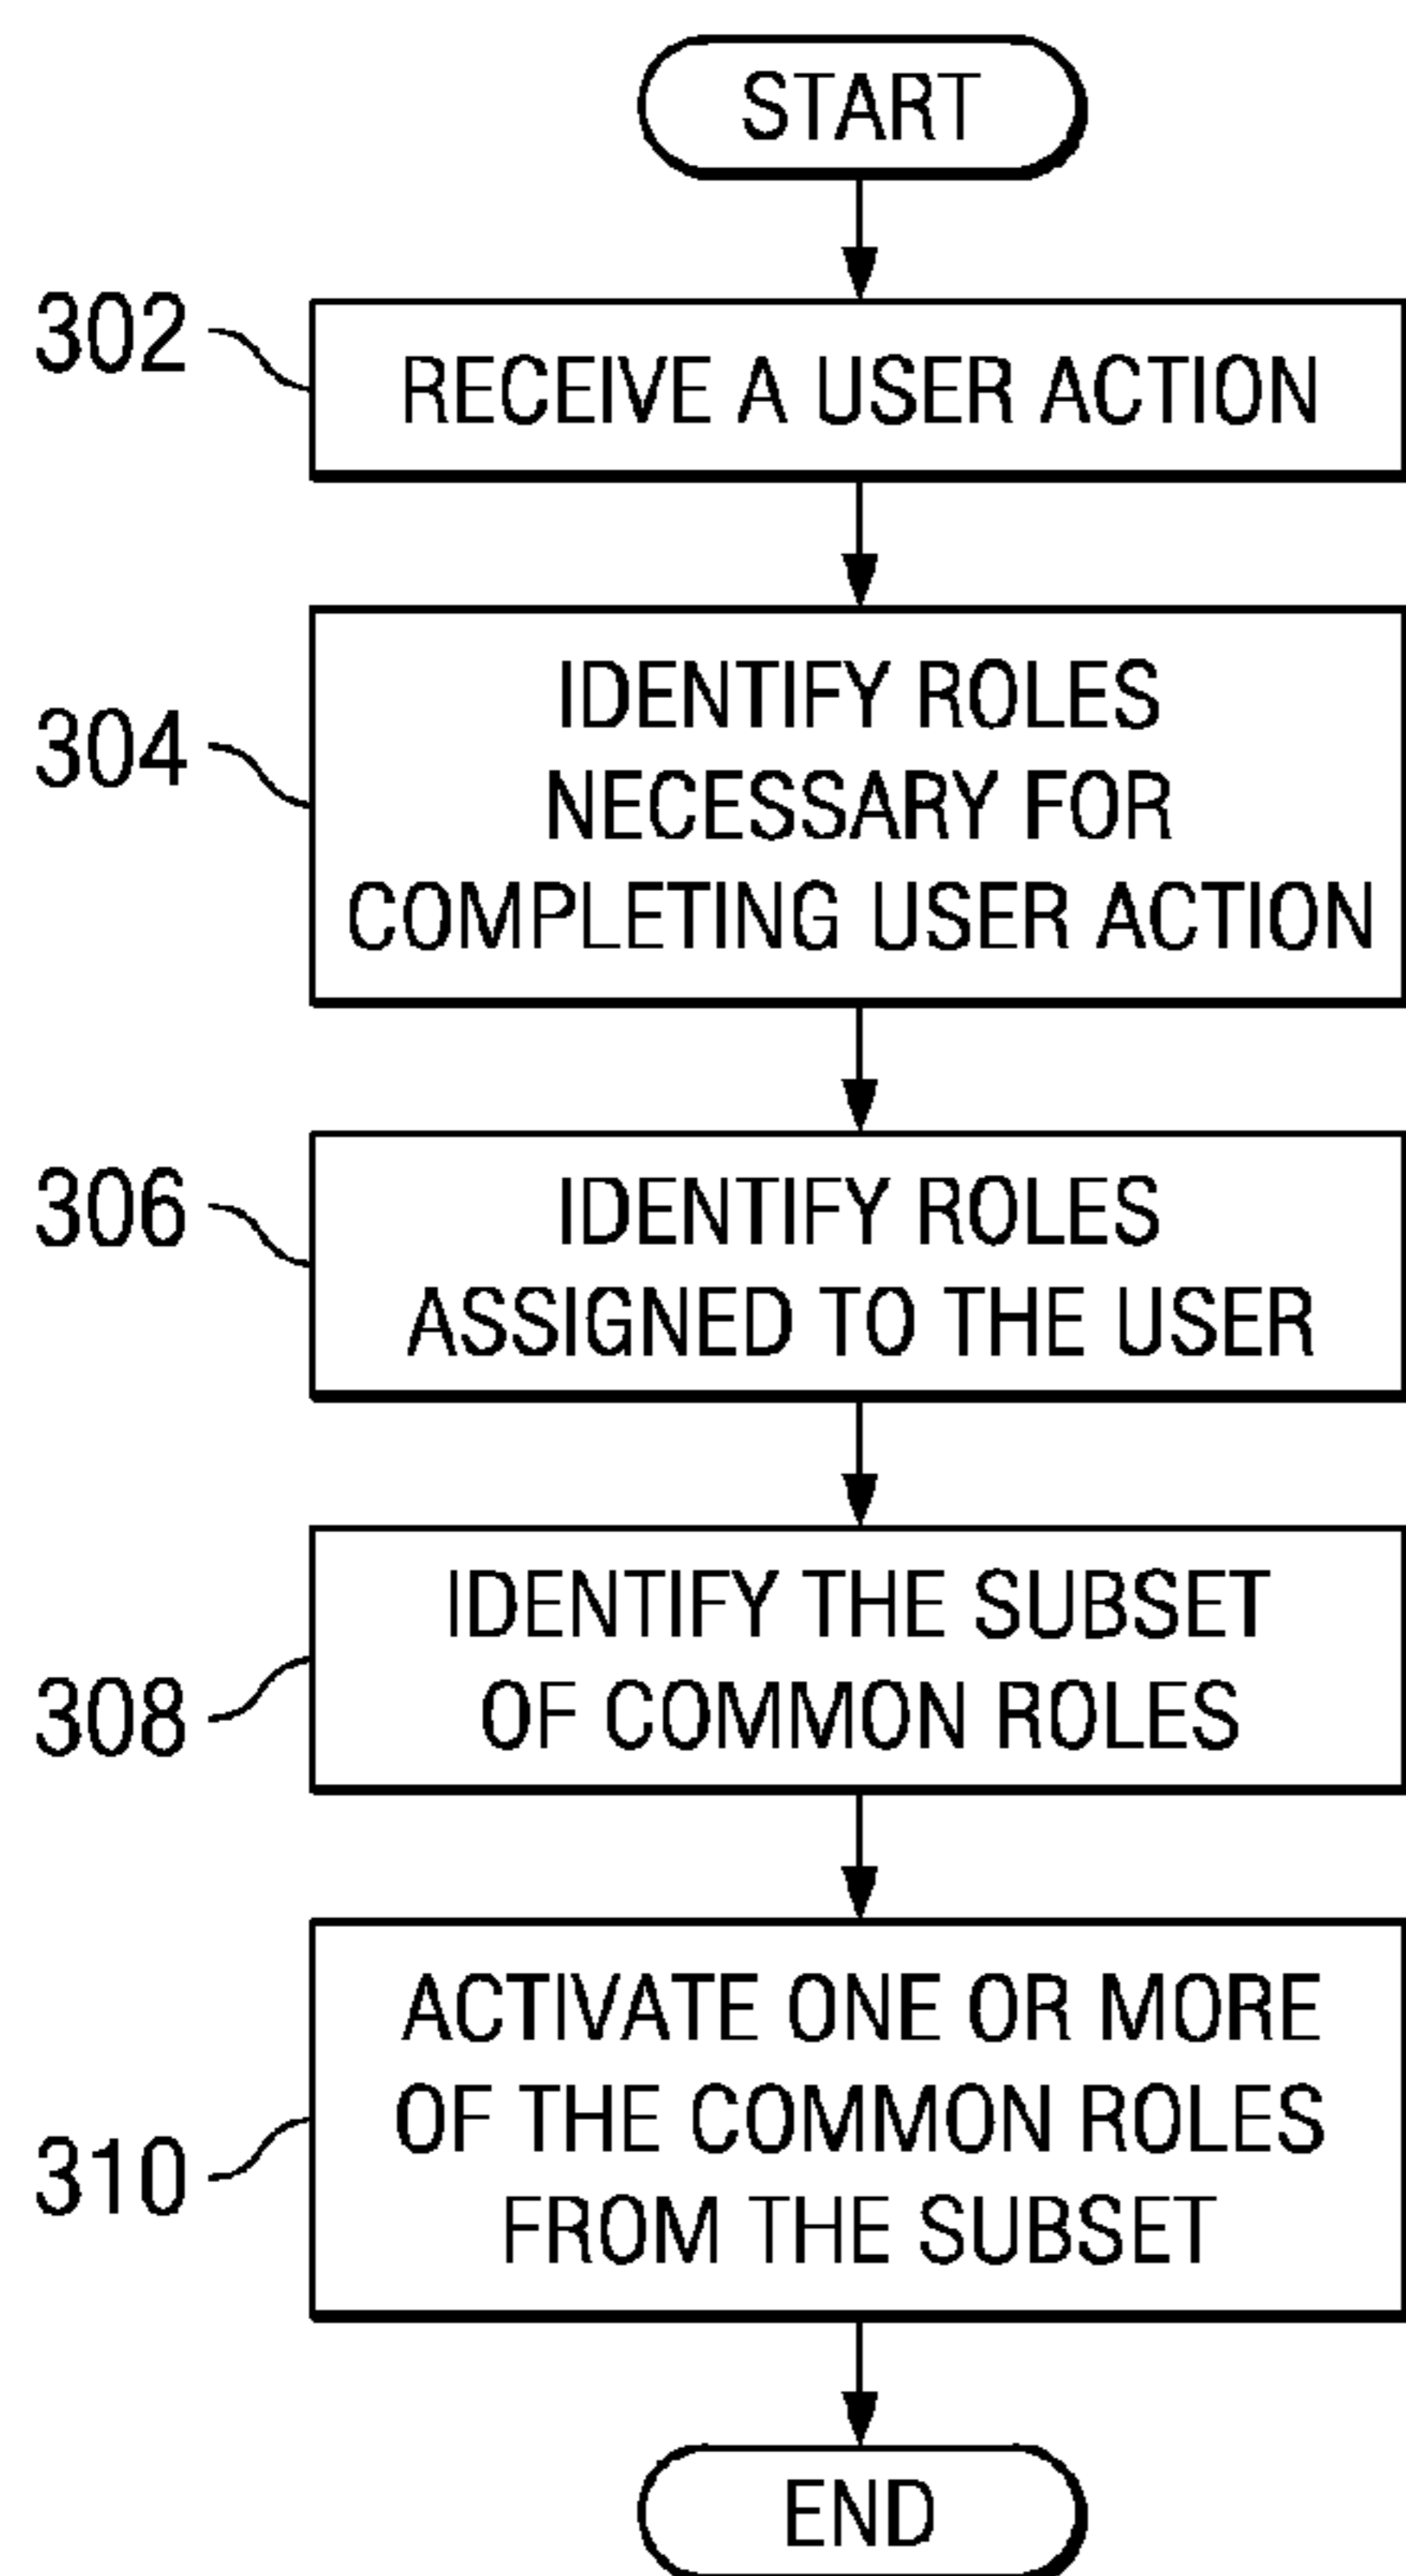 START
302
RECEIVE A USER ACTION
304
IDENTIFY ROLES
NECESSARY FOR
COMPLETING USER ACTION
306
IDENTIFY ROLES
ASSIGNED TO THE USER
308
IDENTIFY THE SUBSET
OF COMMON ROLES
310
ACTIVATE ONE OR MORE
OF THE COMMON ROLES
FROM THE SUBSET
END